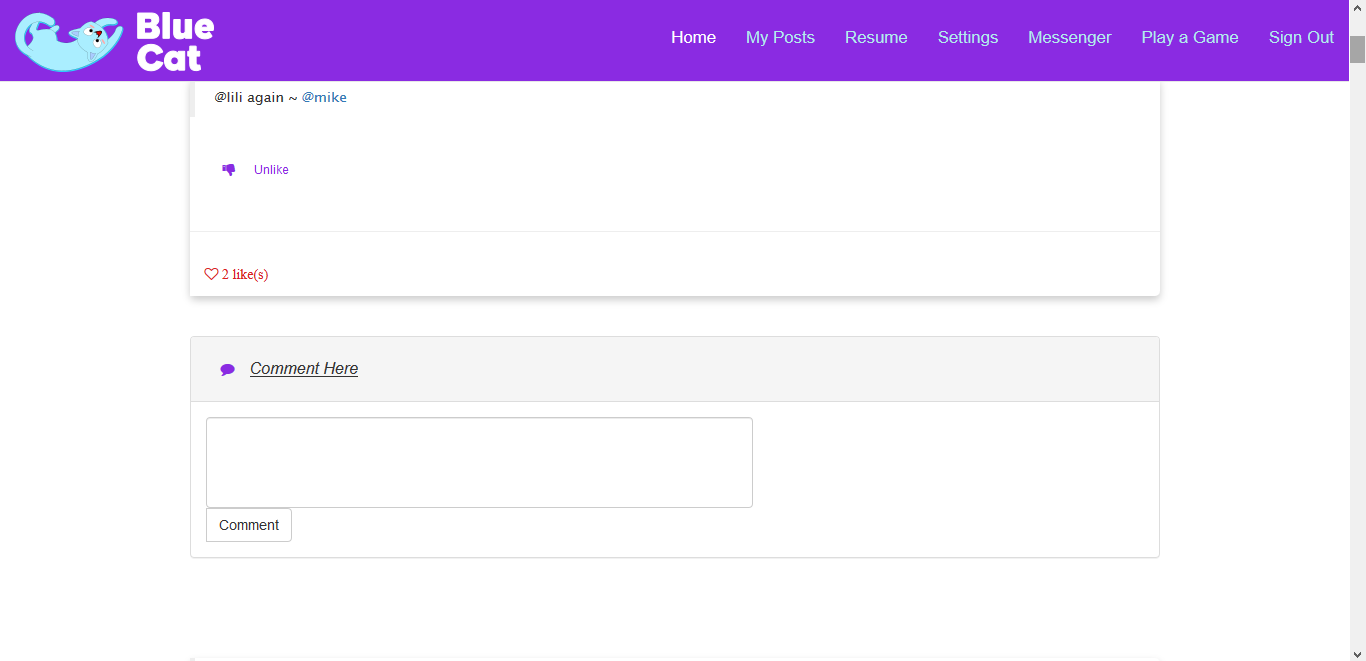 Blue
Cat
Home My Posts Resume Settings Messenger Play a Game Sign Out
@lili again ~ @mike
Unlike
2 like(s)
Comment Here
Comment